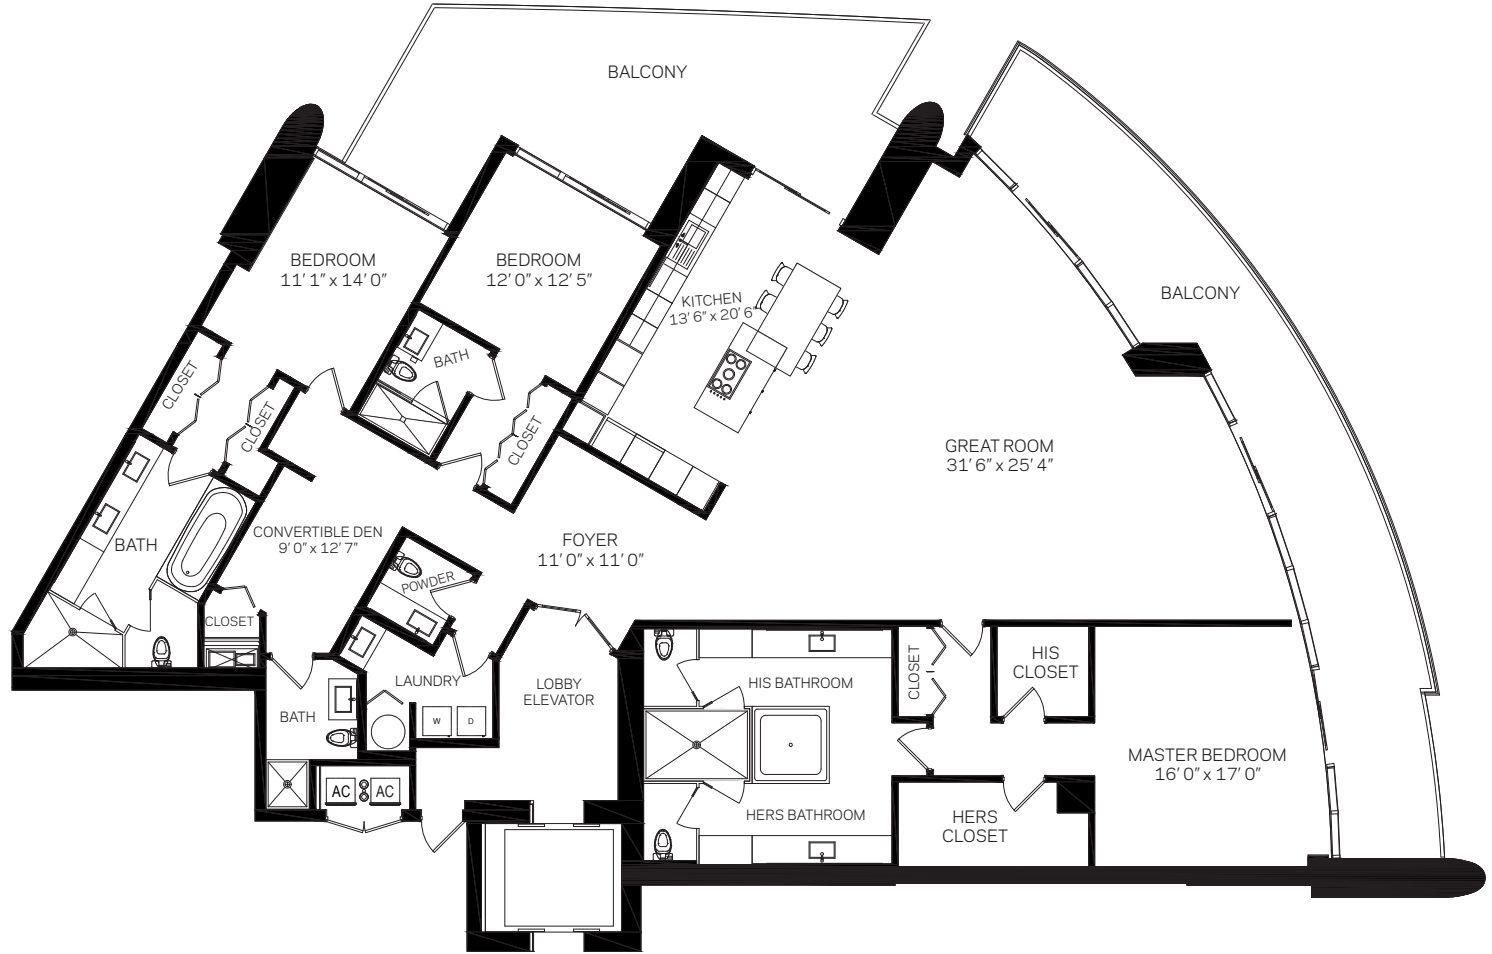 BALCONY
BEDROOM
11' 1" x 14' 0"
BEDROOM
12' 0" x 12' 5"
KITCHEN
13' 6" x 20' 6"
BALCONY
BATH
CLOSET
CLOSET
CLOSET
GREAT ROOM
31' 6" x 25' 4"
BATH
CONVERTIBLE DEN
9' 0" x 12' 7"
FOYER
11' 0" x 11' 0"
POWDER
CLOSET
LAUNDRY
LOBBY
ELEVATOR
BATH
W
D
HIS BATHROOM
CLOSET
HIS
CLOSET
MASTER BEDROOM
16' 0" x 17' 0"
AC
AC
HERS BATHROOM
HERS
CLOSET